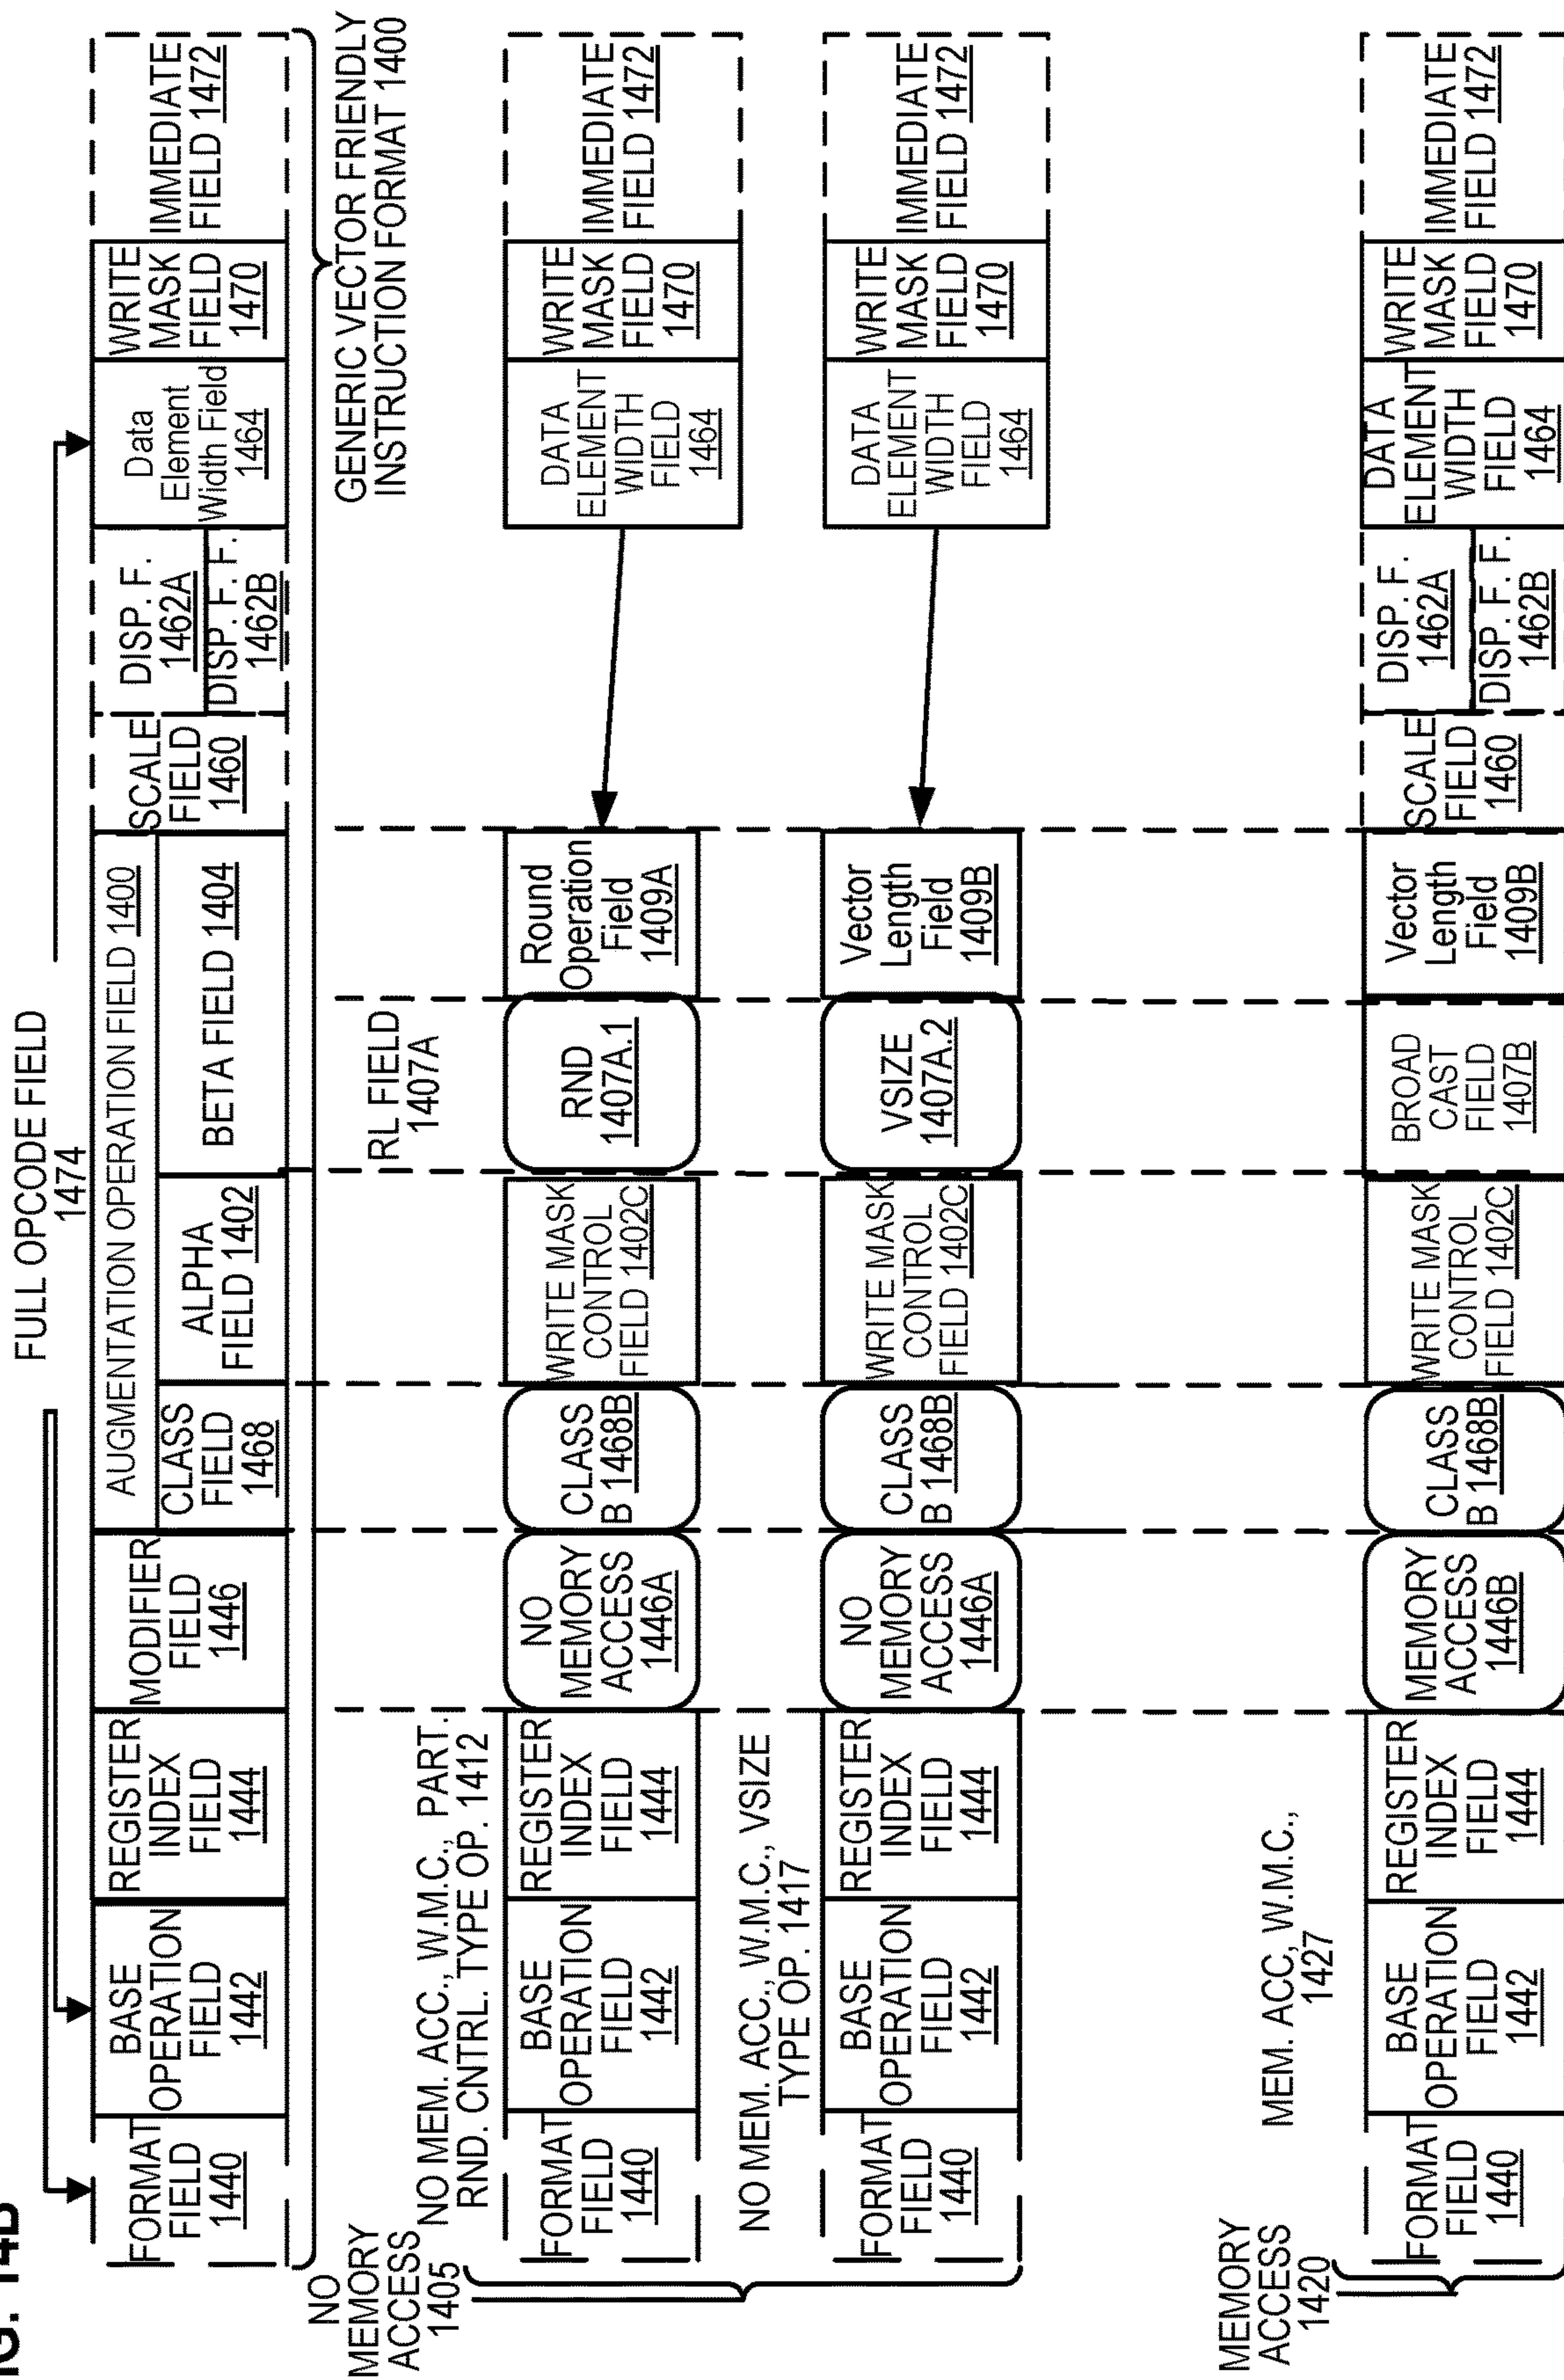 IG. 14B
FULL OPCODE FIELD
1474
FORMAT
FIELD
1440
BASE
OPERATION
FIELD
1442
REGISTER
INDEX
FIELD
1444
MODIFIER
FIELD
1446
AUGMENTATION OPERATION FIELD 1400
CLASS
FIELD
1468
ALPHA
FIELD 1402
BETA FIELD 1404
SCALE
FIELD
1460
DISP. F.
1462A
DISP. F. F.
1462B
Data
Element
Width Field
1464
WRITE
MASK
FIELD
1470
IMMEDIATE
FIELD 1472
GENERIC VECTOR FRIENDLY
INSTRUCTION FORMAT 1400
NO
MEMORY
ACCESS
1405
RL FIELD
1407A
NO MEM. ACC., W.M.C., PART.
RND. CNTRL. TYPE OP. 1412
FORMAT
FIELD
1440
BASE
OPERATION
FIELD
1442
REGISTER
INDEX
FIELD
1444
NO
MEMORY
ACCESS
1446A
CLASS
B 1468B
WRITE MASK
CONTROL
FIELD 1402C
RND
1407A.1
Round
Operation
Field
1409A
DATA
ELEMENT
WIDTH
FIELD
1464
WRITE
MASK
FIELD
1470
IMMEDIATE
FIELD 1472
NO MEM. ACC., W.M.C., VSIZE
TYPE OP. 1417
FORMAT
FIELD
1440
BASE
OPERATION
FIELD
1442
REGISTER
INDEX
FIELD
1444
NO
MEMORY
ACCESS
1446A
CLASS
B 1468B
WRITE MASK
CONTROL
FIELD 1402C
VSIZE
1407A.2
Vector
Length
Field
1409B
DATA
ELEMENT
WIDTH
FIELD
1464
WRITE
MASK
FIELD
1470
IMMEDIATE
FIELD 1472
MEMORY
ACCESS
1420
MEM. ACC, W.M.C.,
1427
FORMAT
FIELD
1440
BASE
OPERATION
FIELD
1442
REGISTER
INDEX
FIELD
1444
MEMORY
ACCESS
1446B
CLASS
B 1468B
WRITE MASK
CONTROL
FIELD 1402C
BROAD
CAST
FIELD
1407B
Vector
Length
Field
1409B
SCALE
FIELD
1460
DISP. F.
1462A
DISP. F. F.
1462B
DATA
ELEMENT
WIDTH
FIELD
1464
WRITE
MASK
FIELD
1470
IMMEDIATE
FIELD 1472